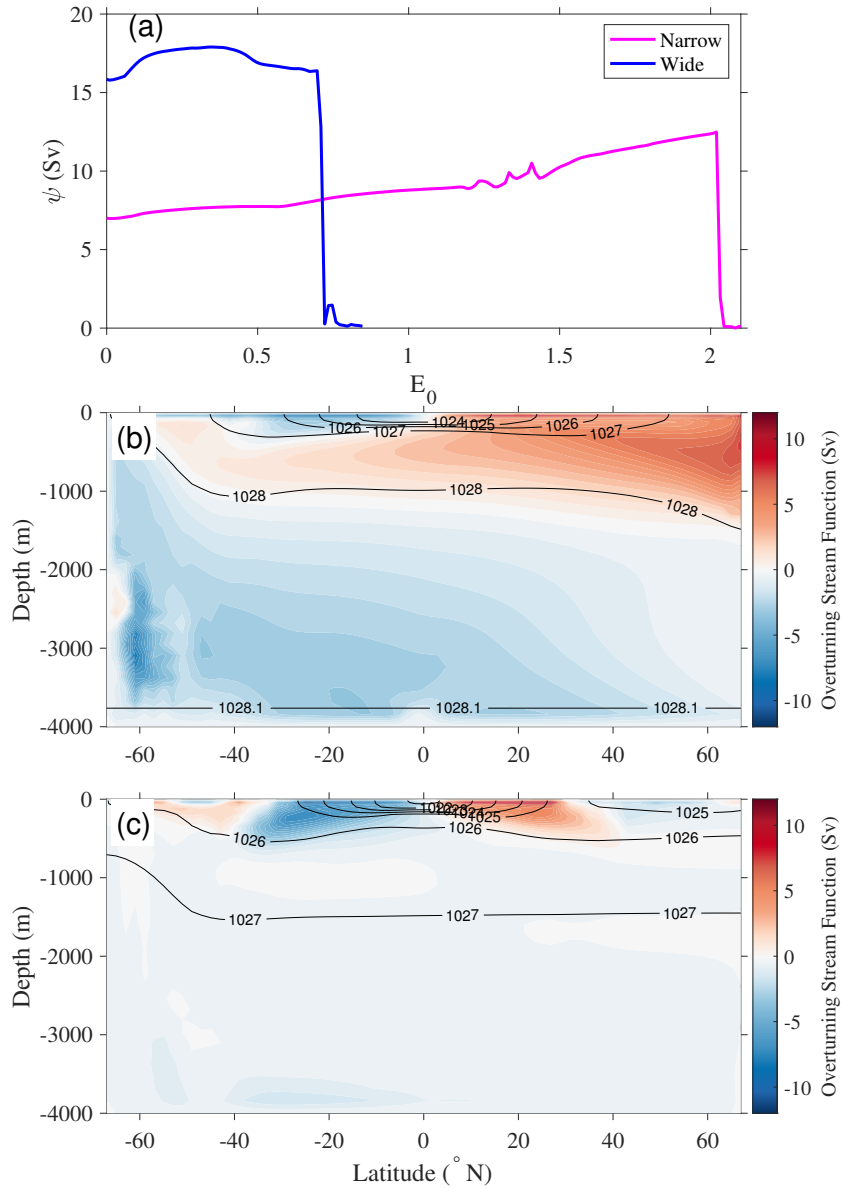 (a)
20
15
10
5
0
ψ (Sv)
Narrow
Wide
0 0.5 1 1.5 2
E0
(b)
0
-1000
-2000
-3000
-4000
Depth (m)
1024
1026 1025 1026
1027 1027
1028 1028 1028
1028.1 1028.1 1028.1
-60 -40 -20 0 20 40 60
10
5
0
-5
-10
Overturning Stream Function (Sv)
(c)
0
-1000
-2000
-3000
-4000
Depth (m)
1024
1025 1025
1026 1026 1026
1027 1027 1027
-60 -40 -20 0 20 40 60
Latitude (°N)
10
5
0
-5
-10
Overturning Stream Function (Sv)